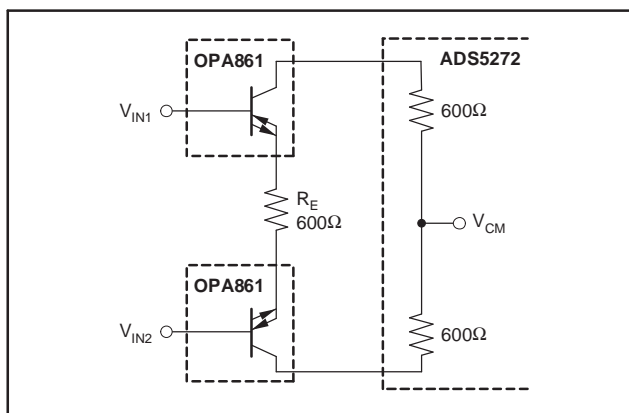 OPA861
ADS5272
V_IN1
600Ω
R_E
600Ω
V_CM
OPA861
V_IN2
600Ω